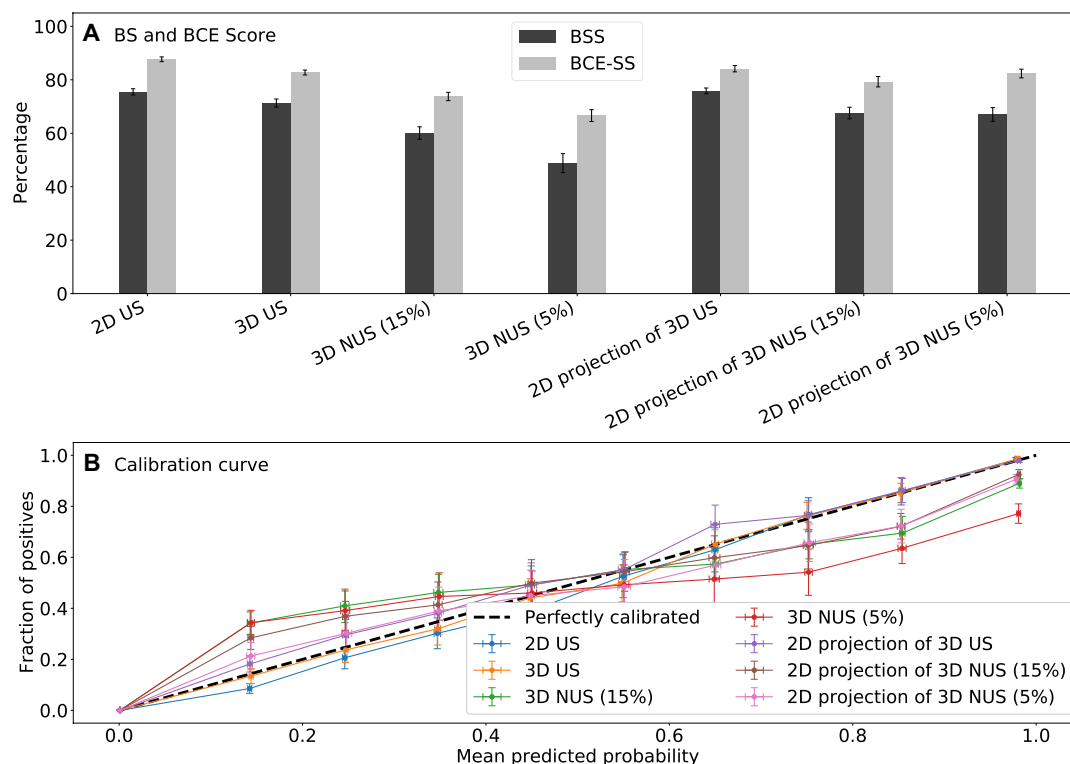 A BS and BCE Score
BSS
BCE-SS
Percentage
100
80
60
40
20
0
2D US
3D US
3D NUS (15%)
3D NUS (5%)
2D projection of 3D US
2D projection of 3D NUS (15%)
2D projection of 3D NUS (5%)
B Calibration curve
Fraction of positives
1.0
0.8
0.6
0.4
0.2
0.0
Perfectly calibrated
2D US
3D US
3D NUS (15%)
3D NUS (5%)
2D projection of 3D US
2D projection of 3D NUS (15%)
2D projection of 3D NUS (5%)
0.0 0.2 0.4 0.6 0.8 1.0
Mean predicted probability